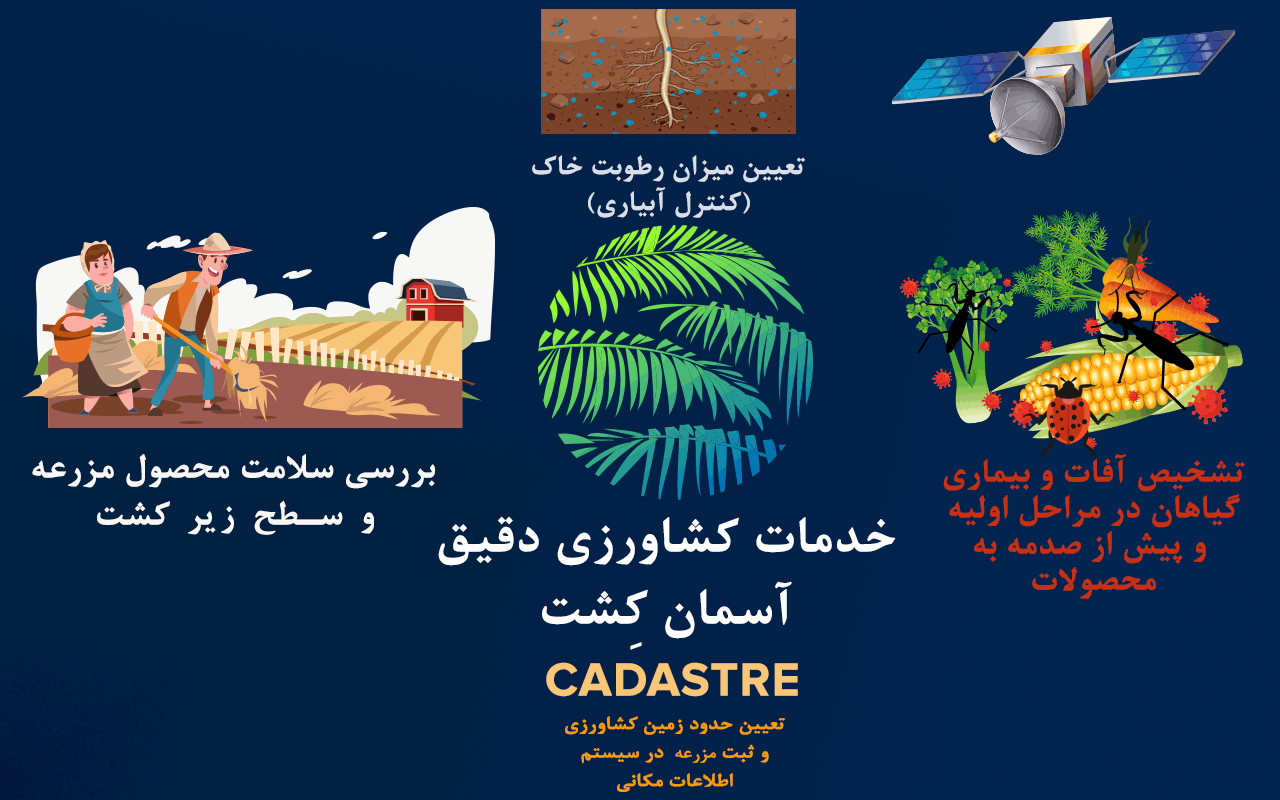 تعیین میزان رطوبت خاک
(کنترل آبیاری)
تشخیص آفات و بیماری
گیاهان در مراحل اولیه
و پیش از صدمه به
محصولات
بررسی سلامت محصول مزرعه
و سـطح زیر کشت
خدمات کشاورزی دقیق
آسمان کِشت
CADASTRE
تعیین حدود زمین کشاورزی
و ثبت مزرعه در سیستم
اطلاعات مکانی